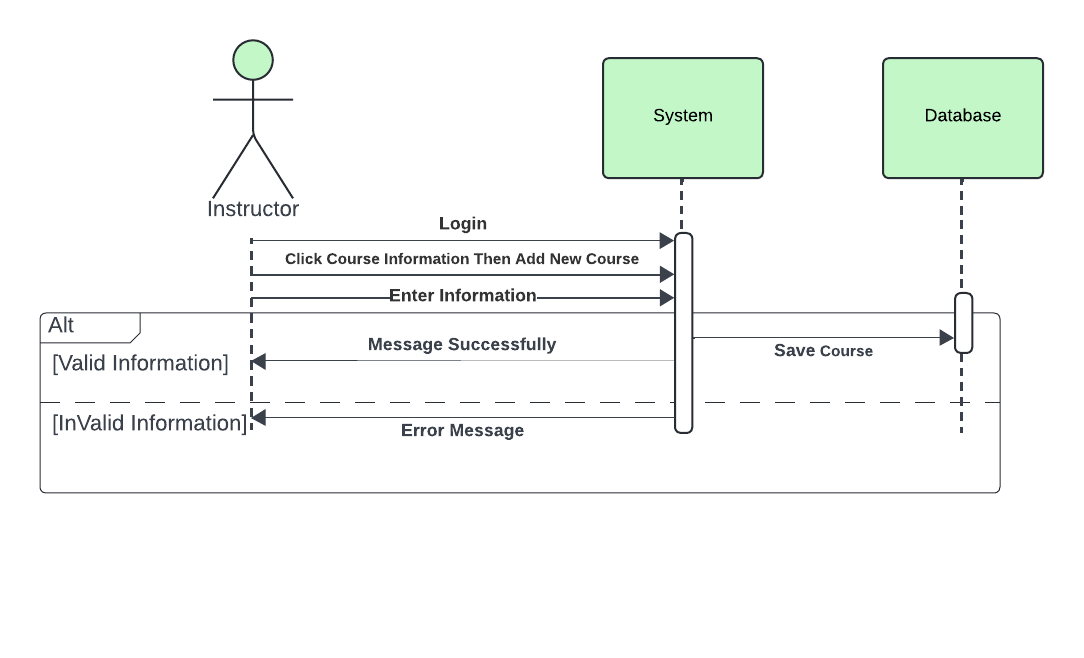 System
Database
Instructor
Login
Click Course Information Then Add New Course
Enter Information
Alt
Message Successfully
Save Course
[Valid Information]
[InValid Information]
Error Message